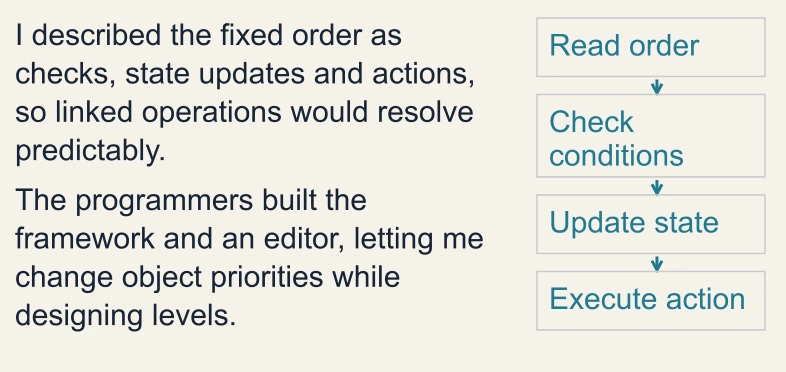 I described the fixed order as
checks, state updates and actions,
so linked operations would resolve
predictably.
The programmers built the
framework and an editor, letting me
change object priorities while
designing levels.
Read order
Check
conditions
Update state
Execute action